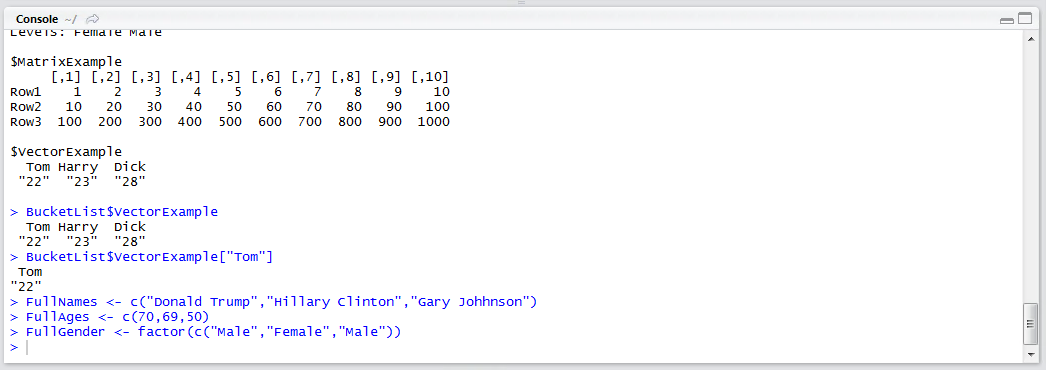 Console ~/
Levels: Female Male
$MatrixExample
     [,1] [,2] [,3] [,4] [,5] [,6] [,7] [,8] [,9] [,10]
Row1    1    2    3    4    5    6    7    8    9    10
Row2   10   20   30   40   50   60   70   80   90   100
Row3  100  200  300  400  500  600  700  800  900  1000
$VectorExample
  Tom Harry  Dick
 "22"  "23"  "28"
> BucketList$VectorExample
  Tom Harry  Dick
 "22"  "23"  "28"
> BucketList$VectorExample["Tom"]
 Tom
"22"
> FullNames <- c("Donald Trump","Hillary Clinton","Gary Johhnson")
> FullAges <- c(70,69,50)
> FullGender <- factor(c("Male","Female","Male"))
>